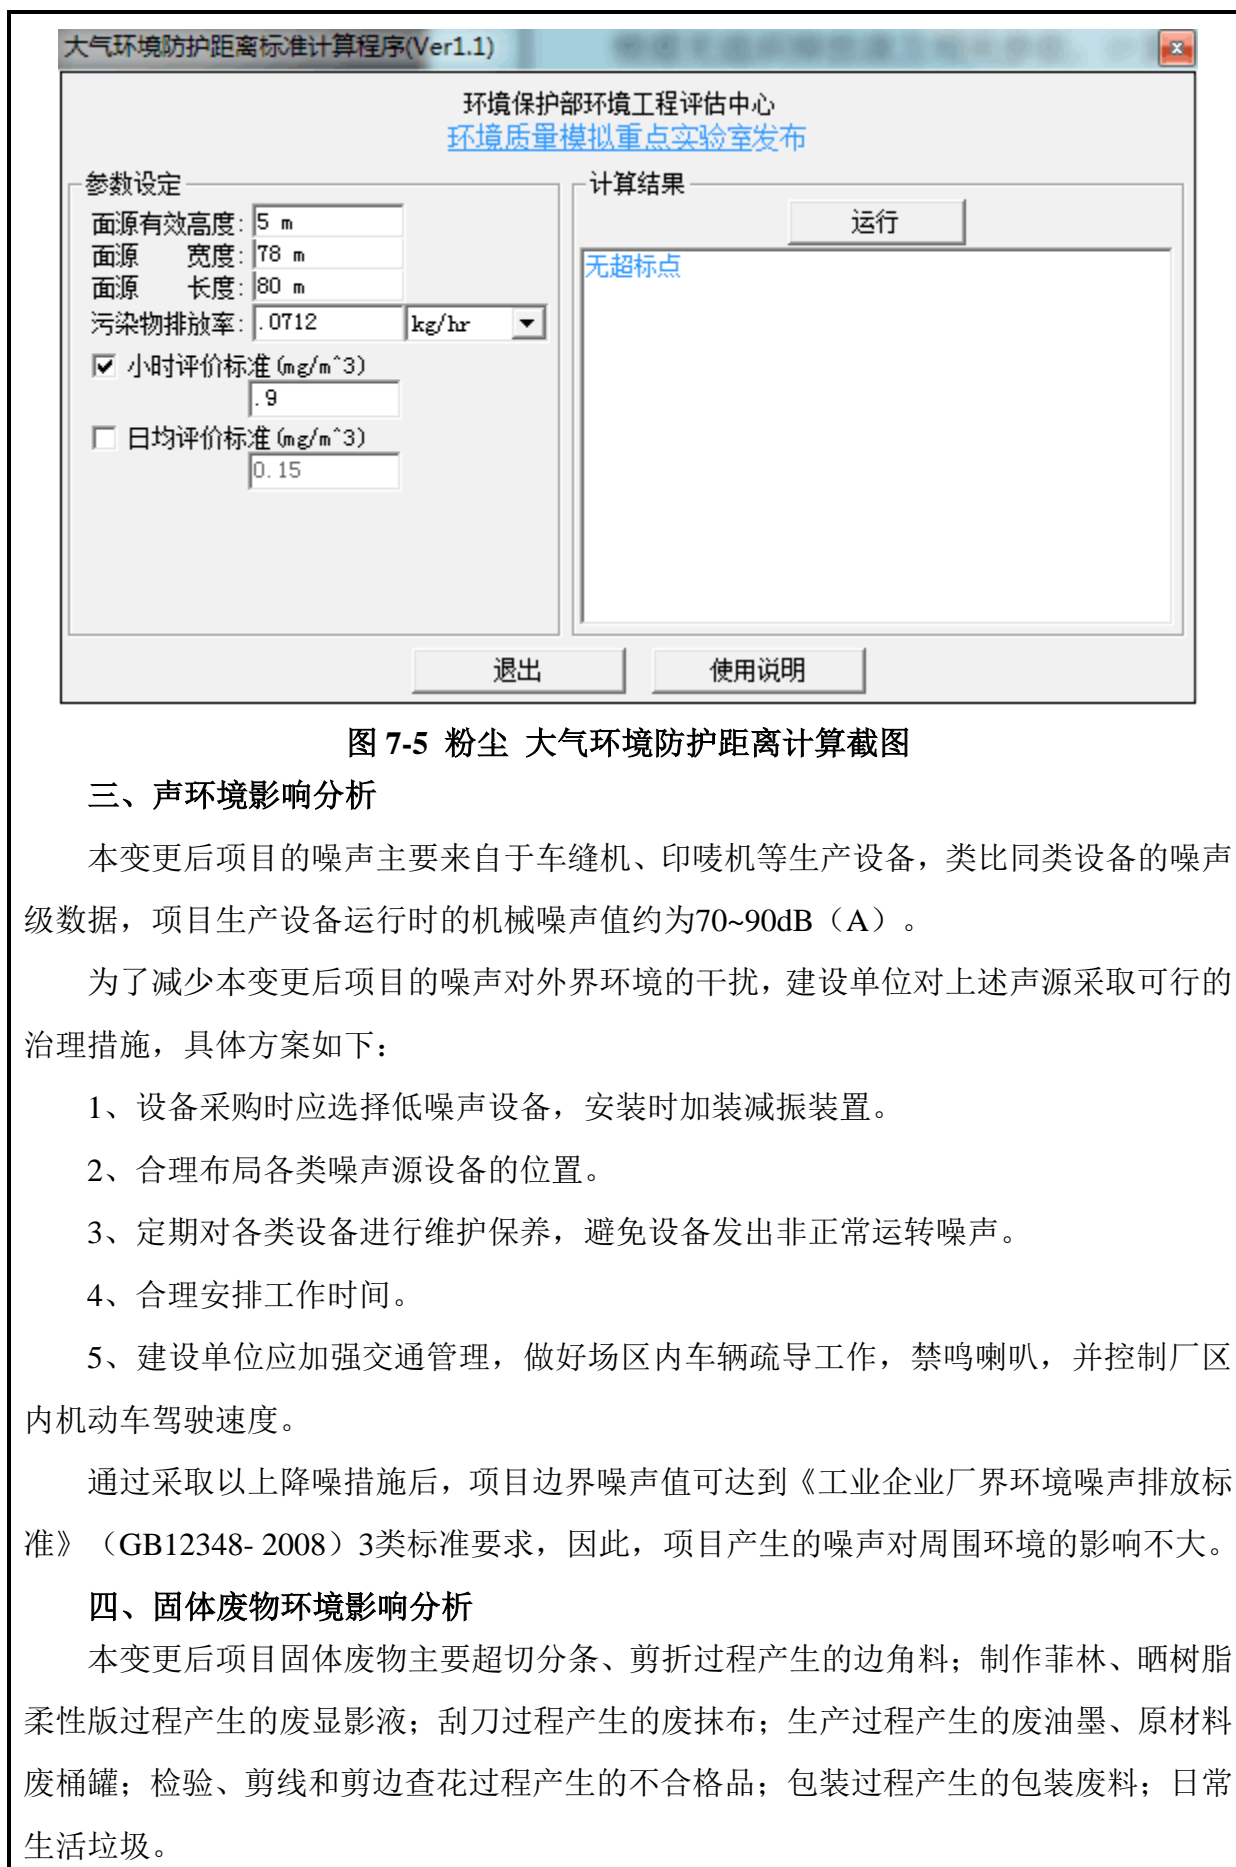 大气环境防护距离标准计算程序(Ver1.1)
环境保护部环境工程评估中心
环境质量模拟重点实验室发布
参数设定
面源有效高度: 5 m
面源 宽度: 78 m
面源 长度: 80 m
污染物排放率: .0712 kg/hr
小时评价标准(mg/m^3)
.9
日均评价标准(mg/m^3)
0.15
计算结果
运行
无超标点
退出 使用说明
图 7-5 粉尘 大气环境防护距离计算截图
三、声环境影响分析
本变更后项目的噪声主要来自于车缝机、印唛机等生产设备，类比同类设备的噪声
级数据，项目生产设备运行时的机械噪声值约为70~90dB（A）。
为了减少本变更后项目的噪声对外界环境的干扰，建设单位对上述声源采取可行的
治理措施，具体方案如下：
1、设备采购时应选择低噪声设备，安装时加装减振装置。
2、合理布局各类噪声源设备的位置。
3、定期对各类设备进行维护保养，避免设备发出非正常运转噪声。
4、合理安排工作时间。
5、建设单位应加强交通管理，做好场区内车辆疏导工作，禁鸣喇叭，并控制厂区
内机动车驾驶速度。
通过采取以上降噪措施后，项目边界噪声值可达到《工业企业厂界环境噪声排放标
准》（GB12348- 2008）3类标准要求，因此，项目产生的噪声对周围环境的影响不大。
四、固体废物环境影响分析
本变更后项目固体废物主要超切分条、剪折过程产生的边角料；制作菲林、晒树脂
柔性版过程产生的废显影液；刮刀过程产生的废抹布；生产过程产生的废油墨、原材料
废桶罐；检验、剪线和剪边查花过程产生的不合格品；包装过程产生的包装废料；日常
生活垃圾。